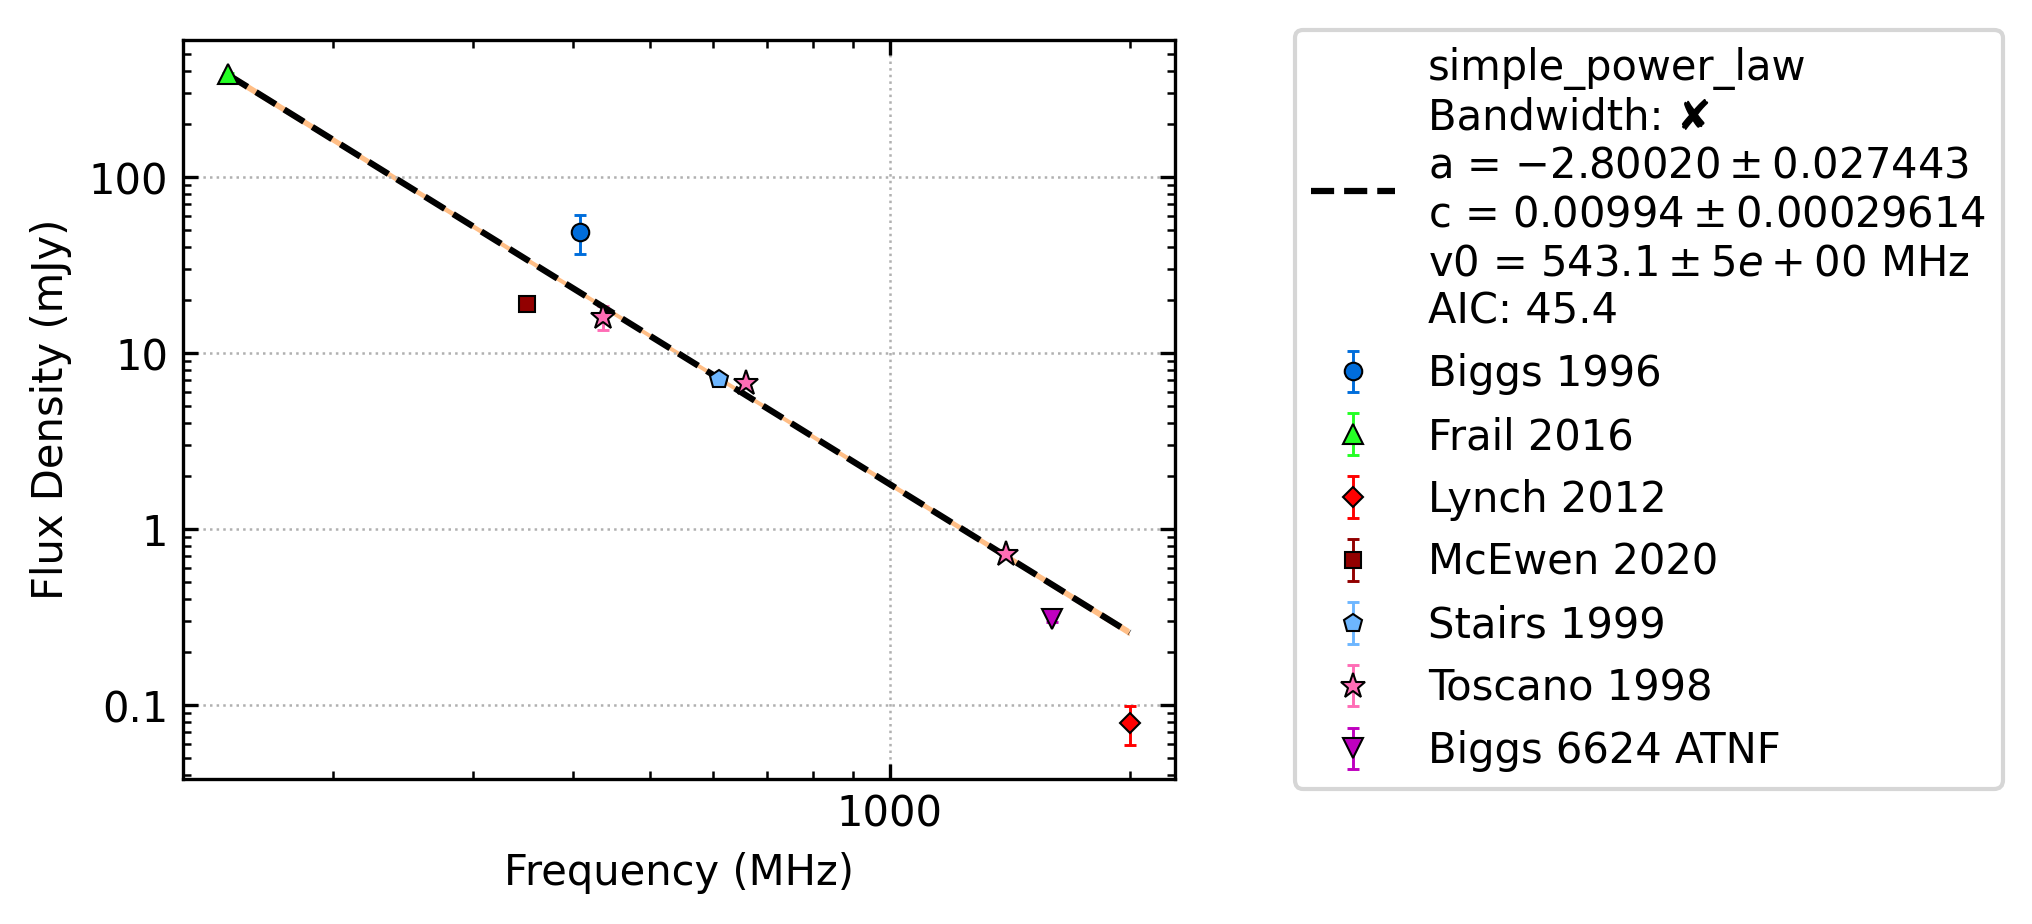 Flux Density (mJy)
100
10
1
0.1
1000
Frequency (MHz)
simple_power_law
Bandwidth: ✘
a = −2.80020 ± 0.027443
c = 0.00994 ± 0.00029614
v0 = 543.1 ± 5e + 00 MHz
AIC: 45.4
Biggs 1996
Frail 2016
Lynch 2012
McEwen 2020
Stairs 1999
Toscano 1998
Biggs 6624 ATNF